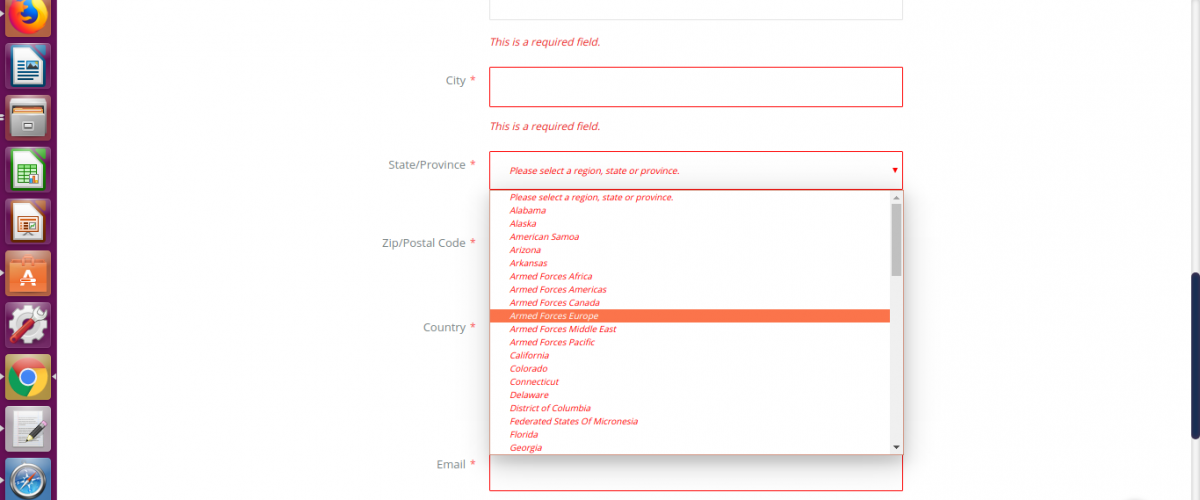 This is a required field.
City *
This is a required field.
State/Province *
Please select a region, state or province.
Please select a region, state or province.
Alabama
Alaska
American Samoa
Zip/Postal Code *
Arizona
Arkansas
Armed Forces Africa
Armed Forces Americas
Armed Forces Canada
Armed Forces Europe
Country *
Armed Forces Middle East
Armed Forces Pacific
California
Colorado
Connecticut
Delaware
District of Columbia
Federated States Of Micronesia
Florida
Georgia
Email *